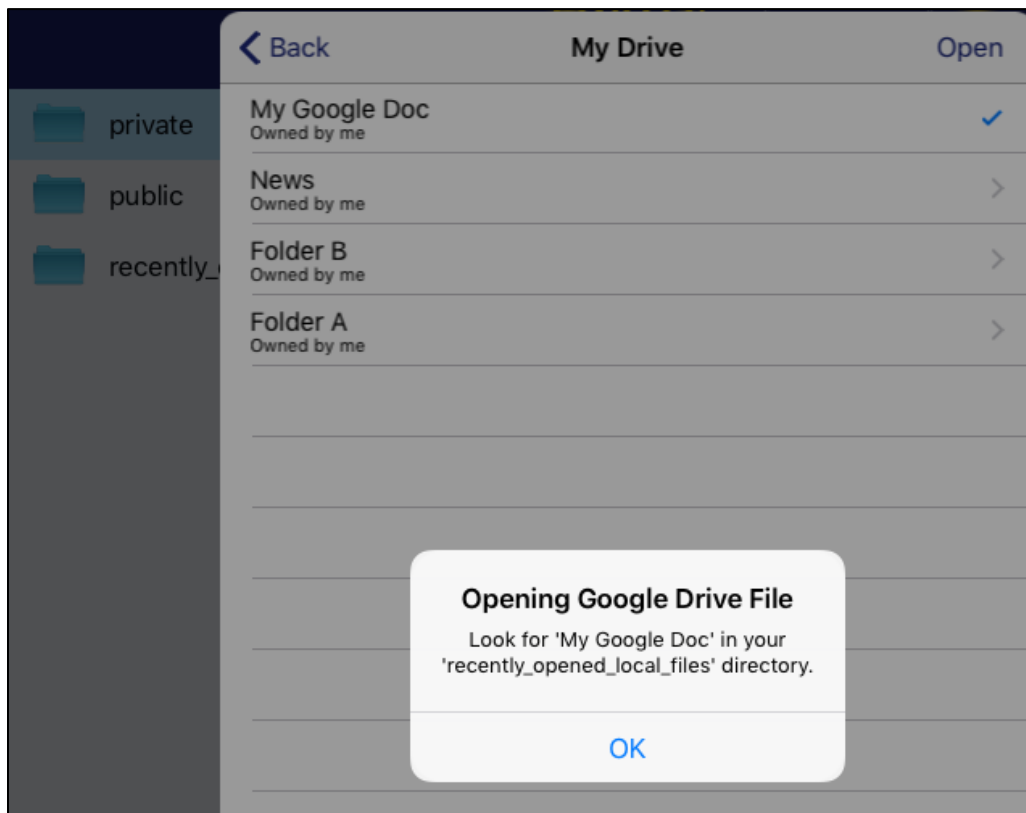 Back
My Drive
Open
private
public
recently_
My Google Doc
Owned by me
News
Owned by me
Folder B
Owned by me
Folder A
Owned by me
Opening Google Drive File
Look for 'My Google Doc' in your
'recently_opened_local_files' directory.
OK